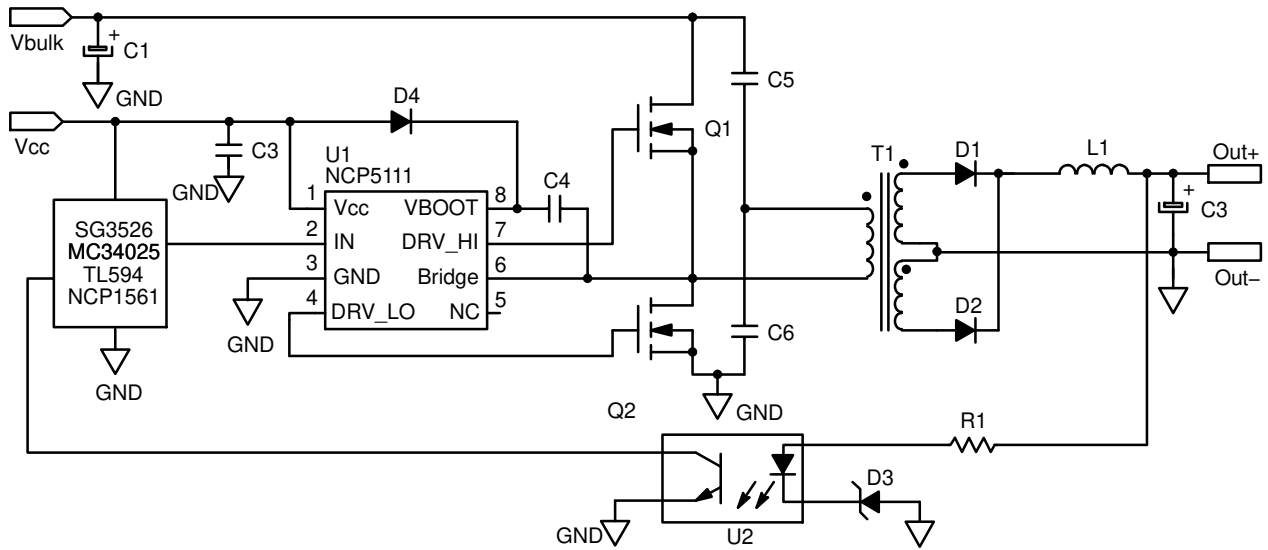 Vbulk
+
C1
GND
Vcc
D4
C3
GND
U1
NCP5111
C4
1
Vcc
VBOOT
8
2
IN
DRV_HI
7
3
GND
Bridge
6
4
DRV_LO
NC
5
SG3526
MC34025
TL594
NCP1561
GND
GND
Q1
C5
T1
D1
L1
Out+
+
C3
Out–
D2
C6
Q2
GND
R1
D3
GND
U2